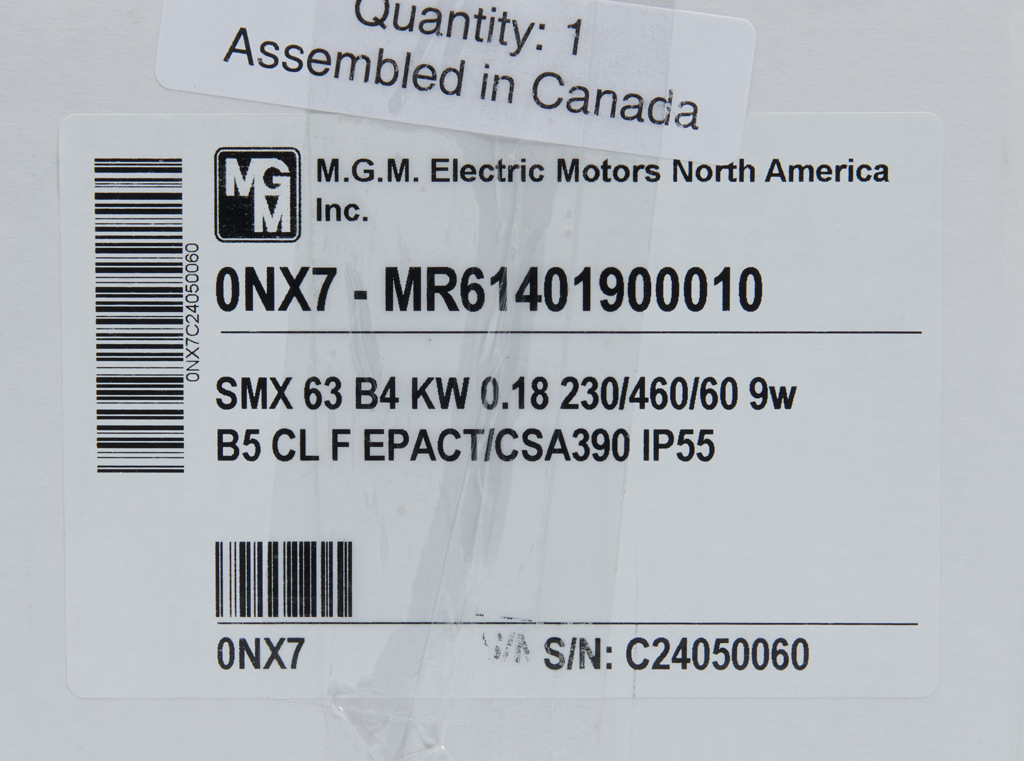 Quantity: 1
Assembled in Canada
MGM
M.G.M. Electric Motors North America
Inc.
0NX7 - MR61401900010
0NX7C24050060
SMX 63 B4 KW 0.18 230/460/60 9w
B5 CL F EPACT/CSA390 IP55
0NX7
S/N S/N: C24050060